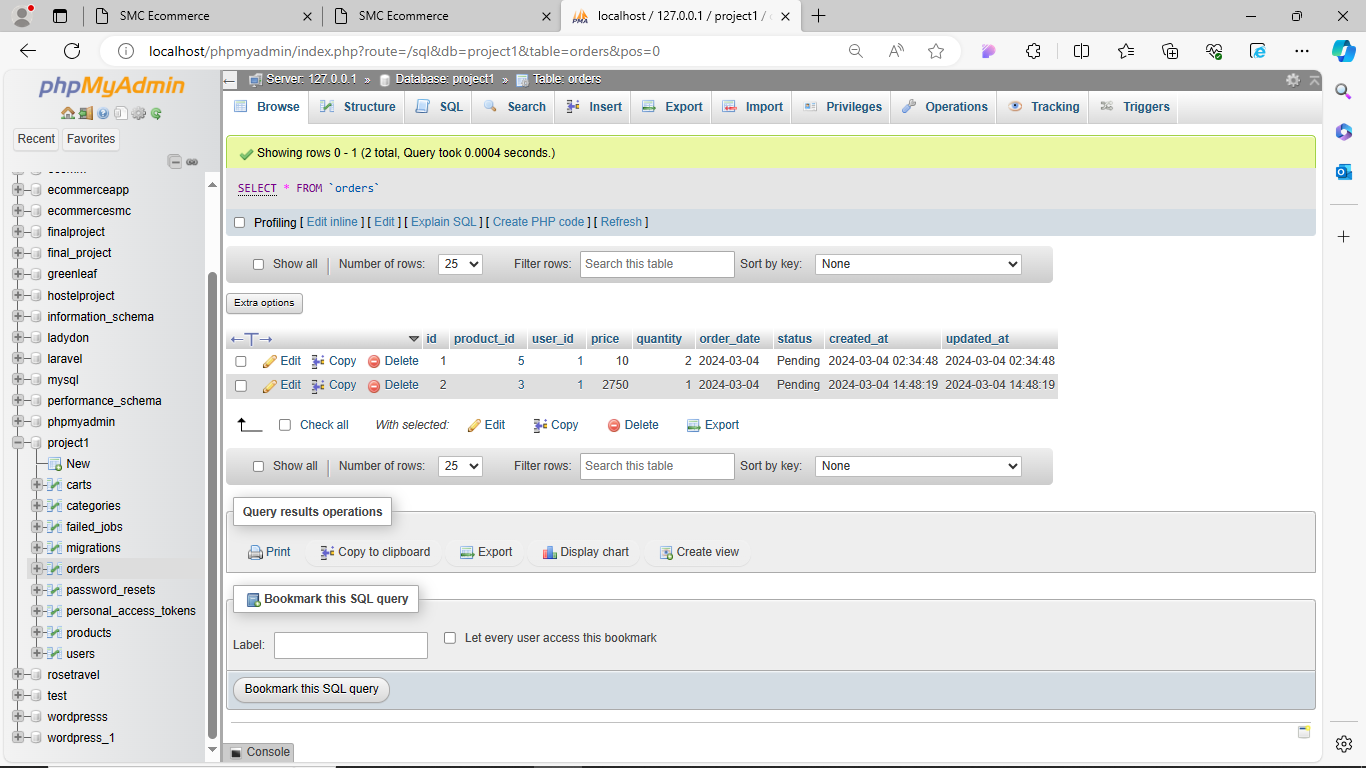 SMC Ecommerce
SMC Ecommerce
localhost / 127.0.0.1 / project1 /
localhost/phpmyadmin/index.php?route=/sql&db=project1&table=orders&pos=0
phpMyAdmin
Recent
Favorites
ecommerceapp
ecommercesmc
finalproject
final_project
greenleaf
hostelproject
information_schema
ladydon
laravel
mysql
performance_schema
phpmyadmin
project1
New
carts
categories
failed_jobs
migrations
orders
password_resets
personal_access_tokens
products
users
rosetravel
test
wordpresss
wordpress_1
Server: 127.0.0.1 » Database: project1 » Table: orders
Browse Structure SQL Search Insert Export Import Privileges Operations Tracking Triggers
Showing rows 0 - 1 (2 total, Query took 0.0004 seconds.)
SELECT * FROM `orders`
Profiling [ Edit inline ] [ Edit ] [ Explain SQL ] [ Create PHP code ] [ Refresh ]
Show all Number of rows: 25 Filter rows: Search this table Sort by key: None
Extra options
id product_id user_id price quantity order_date status created_at updated_at
Edit Copy Delete 1 5 1 10 2 2024-03-04 Pending 2024-03-04 02:34:48 2024-03-04 02:34:48
Edit Copy Delete 2 3 1 2750 1 2024-03-04 Pending 2024-03-04 14:48:19 2024-03-04 14:48:19
Check all With selected: Edit Copy Delete Export
Show all Number of rows: 25 Filter rows: Search this table Sort by key: None
Query results operations
Print Copy to clipboard Export Display chart Create view
Bookmark this SQL query
Label: Let every user access this bookmark
Bookmark this SQL query
Console